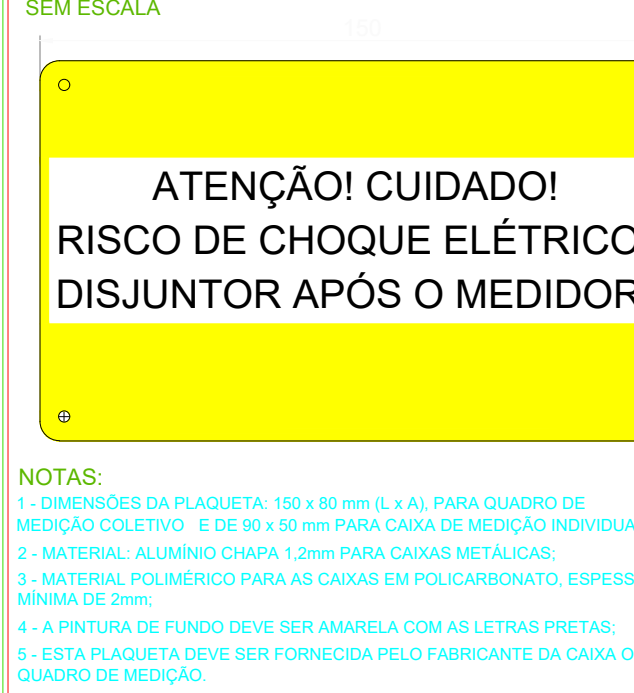 SEM ESCALA
150
ATENÇÃO! CUIDADO!
RISCO DE CHOQUE ELÉTRICO
DISJUNTOR APÓS O MEDIDOR
NOTAS:
1 - DIMENSÕES DA PLAQUETA: 150 x 80 mm (L x A), PARA QUADRO DE
MEDIÇÃO COLETIVO E DE 90 x 50 mm PARA CAIXA DE MEDIÇÃO INDIVIDUA
2 - MATERIAL: ALUMÍNIO CHAPA 1,2mm PARA CAIXAS METÁLICAS;
3 - MATERIAL POLIMÉRICO PARA AS CAIXAS EM POLICARBONATO, ESPESS
MÍNIMA DE 2mm;
4 - A PINTURA DE FUNDO DEVE SER AMARELA COM AS LETRAS PRETAS;
5 - ESTA PLAQUETA DEVE SER FORNECIDA PELO FABRICANTE DA CAIXA O
QUADRO DE MEDIÇÃO.